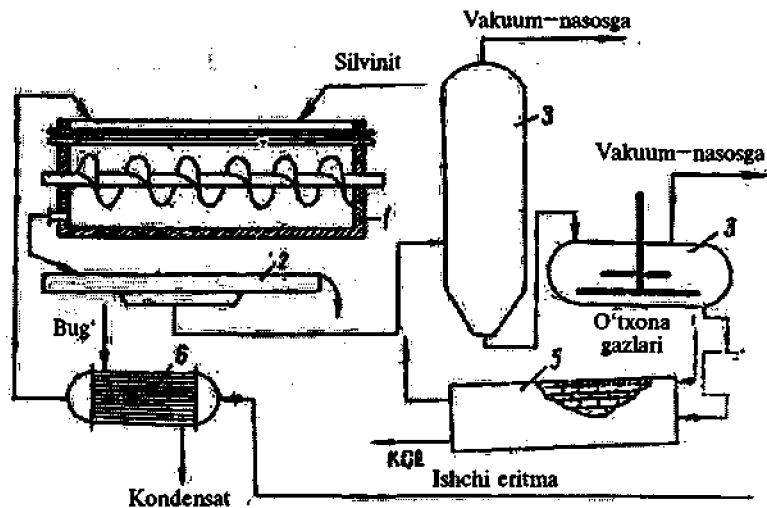 Vakuum–nasosga
Silvinit
3
Vakuum–nasosga
1
3
2
Bug‘
O‘txona
gazlari
6
5
KCl
Ishchi eritma
Kondensat